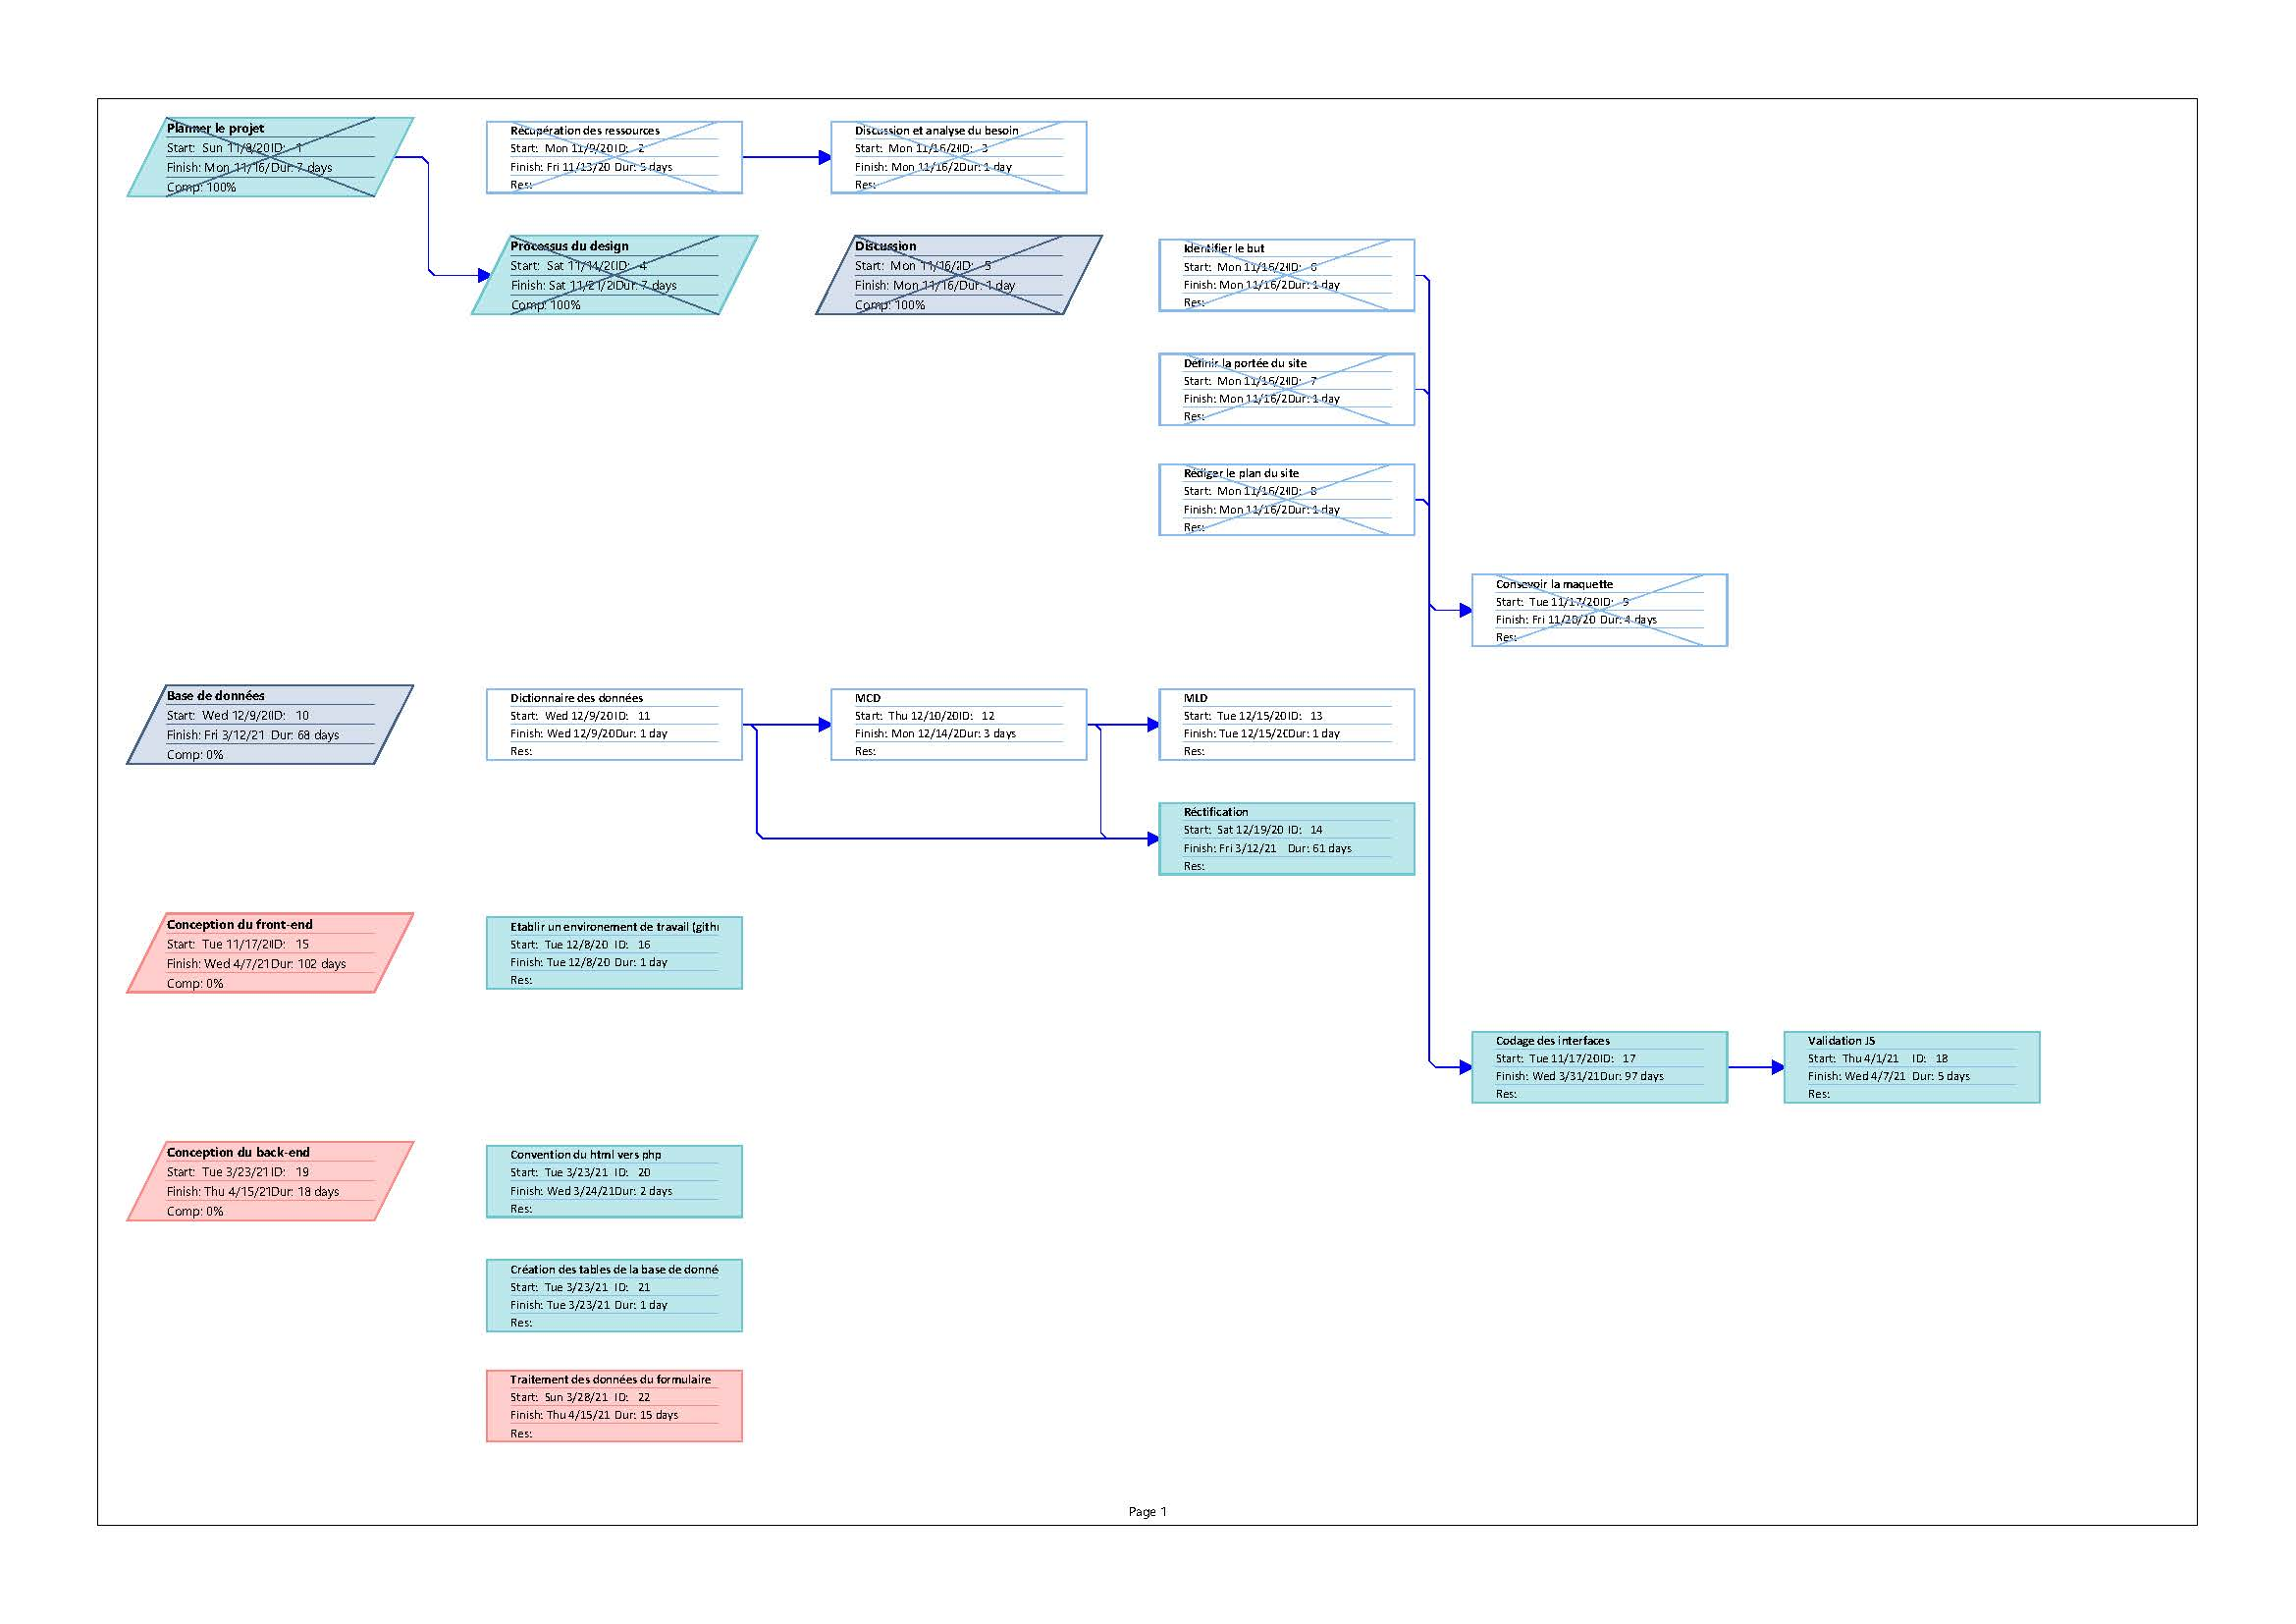 Planner le projet
Start: Sun 11/8/20ID: 1
Finish: Mon 11/16/Dur: 7 days
Comp: 100%
Récupération des ressources
Start: Mon 11/9/20ID: 2
Finish: Fri 11/13/20 Dur: 5 days
Res:
Discussion et analyse du besoin
Start: Mon 11/16/2ID: 3
Finish: Mon 11/16/2Dur: 1 day
Res:
Processus du design
Start: Sat 11/14/2ID: 4
Finish: Sat 11/21/2Dur: 7 days
Comp: 100%
Discussion
Start: Mon 11/16/2ID: 5
Finish: Mon 11/16/Dur: 1 day
Comp: 100%
Identifier le but
Start: Mon 11/16/2ID: 6
Finish: Mon 11/16/2Dur: 1 day
Res:
Définir la portée du site
Start: Mon 11/16/2ID: 7
Finish: Mon 11/16/2Dur: 1 day
Res:
Rédiger le plan du site
Start: Mon 11/16/2ID: 8
Finish: Mon 11/16/2Dur: 1 day
Res:
Consevoir la maquette
Start: Tue 11/17/20ID: 9
Finish: Fri 11/20/20 Dur: 4 days
Res:
Base de données
Start: Wed 12/9/20ID: 10
Finish: Fri 3/12/21 Dur: 68 days
Comp: 0%
Dictionnaire des données
Start: Wed 12/9/20ID: 11
Finish: Wed 12/9/20Dur: 1 day
Res:
MCD
Start: Thu 12/10/20ID: 12
Finish: Mon 12/14/2Dur: 3 days
Res:
MLD
Start: Tue 12/15/20ID: 13
Finish: Tue 12/15/20Dur: 1 day
Res:
Réctification
Start: Sat 12/19/20 ID: 14
Finish: Fri 3/12/21 Dur: 61 days
Res:
Conception du front-end
Start: Tue 11/17/20ID: 15
Finish: Wed 4/7/21Dur: 102 days
Comp: 0%
Etablir un environement de travail (githu
Start: Tue 12/8/20 ID: 16
Finish: Tue 12/8/20 Dur: 1 day
Res:
Codage des interfaces
Start: Tue 11/17/20ID: 17
Finish: Wed 3/31/21Dur: 97 days
Res:
Validation JS
Start: Thu 4/1/21 ID: 18
Finish: Wed 4/7/21 Dur: 5 days
Res:
Conception du back-end
Start: Tue 3/23/21ID: 19
Finish: Thu 4/15/21Dur: 18 days
Comp: 0%
Convention du html vers php
Start: Tue 3/23/21 ID: 20
Finish: Wed 3/24/21Dur: 2 days
Res:
Création des tables de la base de donné
Start: Tue 3/23/21 ID: 21
Finish: Tue 3/23/21 Dur: 1 day
Res:
Traitement des données du formulaire
Start: Sun 3/28/21 ID: 22
Finish: Thu 4/15/21 Dur: 15 days
Res:
Page 1